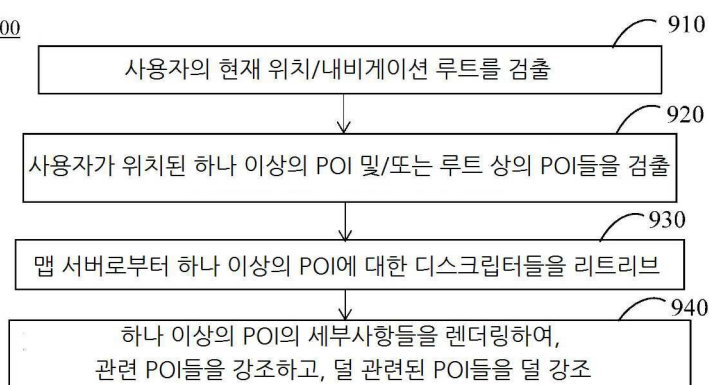 00
910
사용자의 현재 위치/내비게이션 루트를 검출
920
사용자가 위치된 하나 이상의 POI 및/또는 루트 상의 POI들을 검출
930
맵 서버로부터 하나 이상의 POI에 대한 디스크립터들을 리트리브
940
하나 이상의 POI의 세부사항들을 렌더링하여,
관련 POI들을 강조하고, 덜 관련된 POI들을 덜 강조